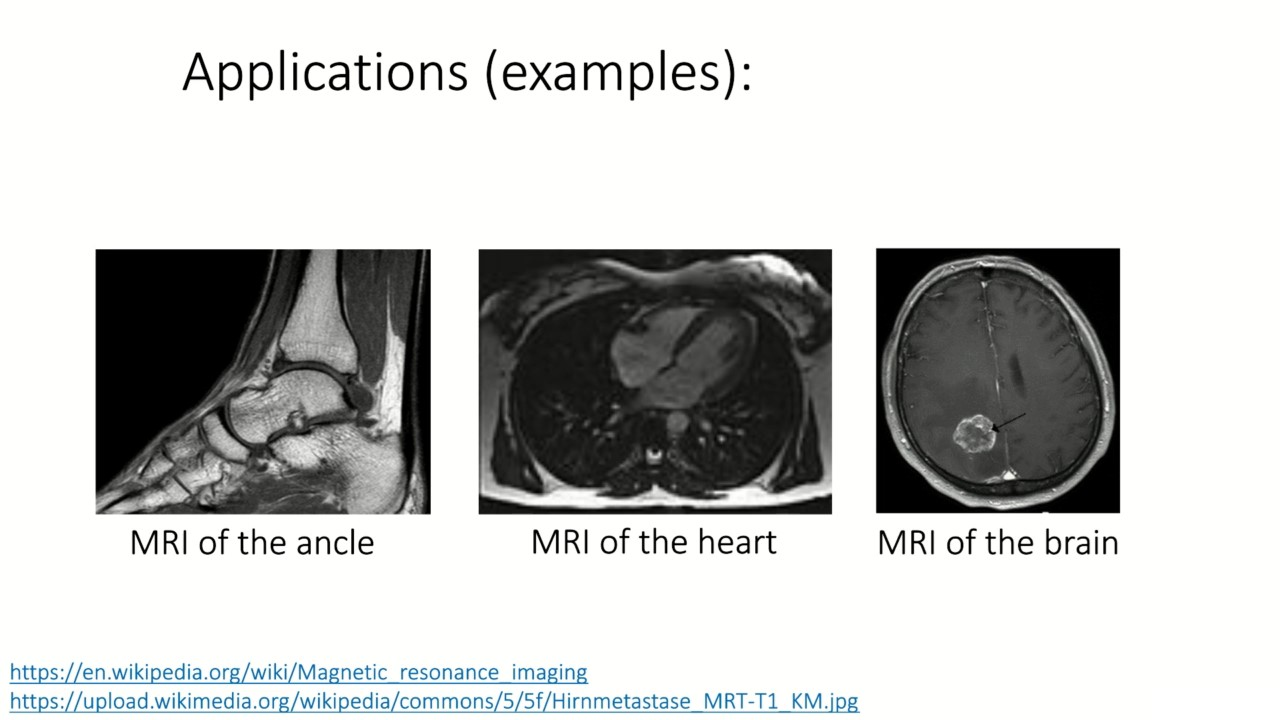 Applications (examples):
MRI of the ancle
MRI of the heart
MRI of the brain
https://en.wikipedia.org/wiki/Magnetic_resonance_imaging
https://upload.wikimedia.org/wikipedia/commons/5/5f/Hirnmetastase_MRT-T1_KM.jpg